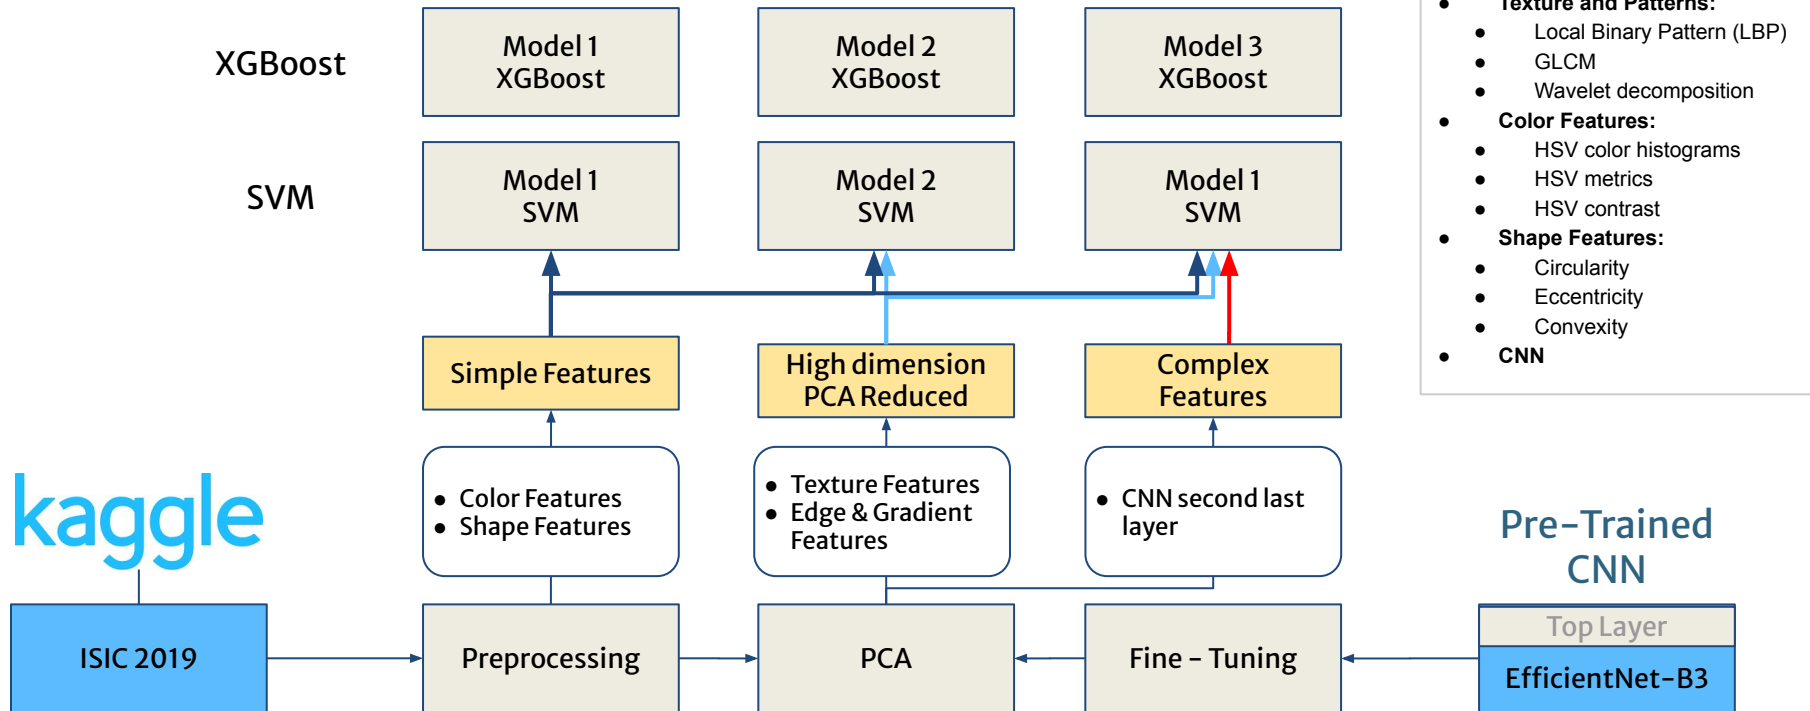 XGBoost
Model 1
XGBoost
Model 2
XGBoost
Model 3
XGBoost
SVM
Model 1
SVM
Model 2
SVM
Model 1
SVM
Simple Features
High dimension
PCA Reduced
Complex
Features
● Color Features
● Shape Features
● Texture Features
● Edge & Gradient
Features
● CNN second last
layer
kaggle
ISIC 2019
Preprocessing
PCA
Fine - Tuning
Pre-Trained
CNN
Top Layer
EfficientNet-B3
● Texture and Patterns:
● Local Binary Pattern (LBP)
● GLCM
● Wavelet decomposition
● Color Features:
● HSV color histograms
● HSV metrics
● HSV contrast
● Shape Features:
● Circularity
● Eccentricity
● Convexity
● CNN